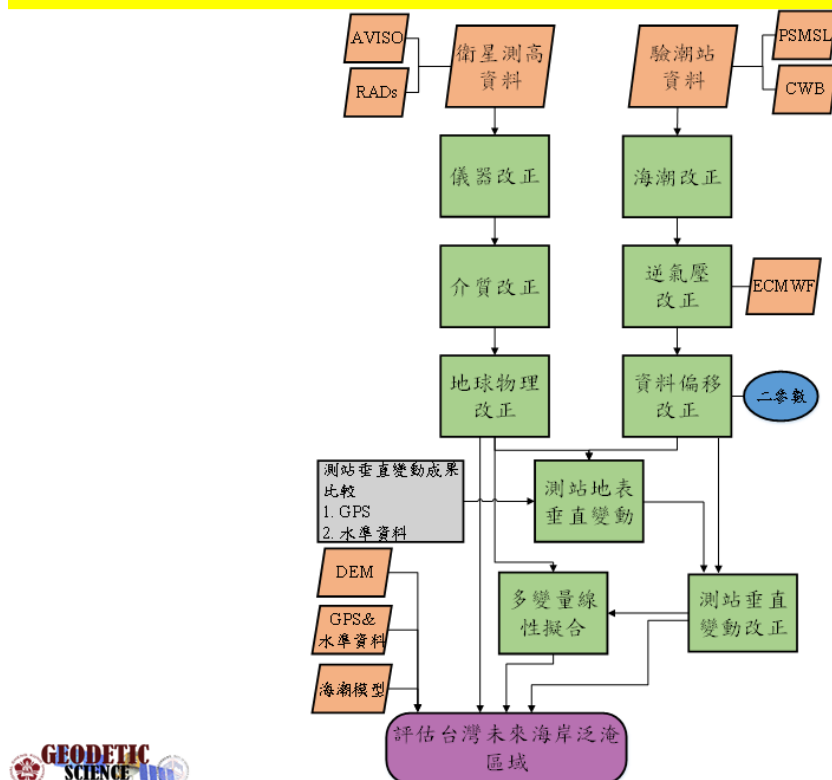 AVISO
RADs
衛星測高
資料
驗潮站
資料
PSMSL
CWB
儀器改正
海潮改正
介質改正
逆氣壓
改正
ECMWF
地球物理
改正
資料偏移
改正
二參數
測站垂直變動成果
比較
1. GPS
2. 水準資料
測站地表
垂直變動
DEM
GPS&
水準資料
海潮模型
多變量線
性擬合
測站垂直
變動改正
評估台灣未來海岸泛淹
區域
GEODETIC
SCIENCE